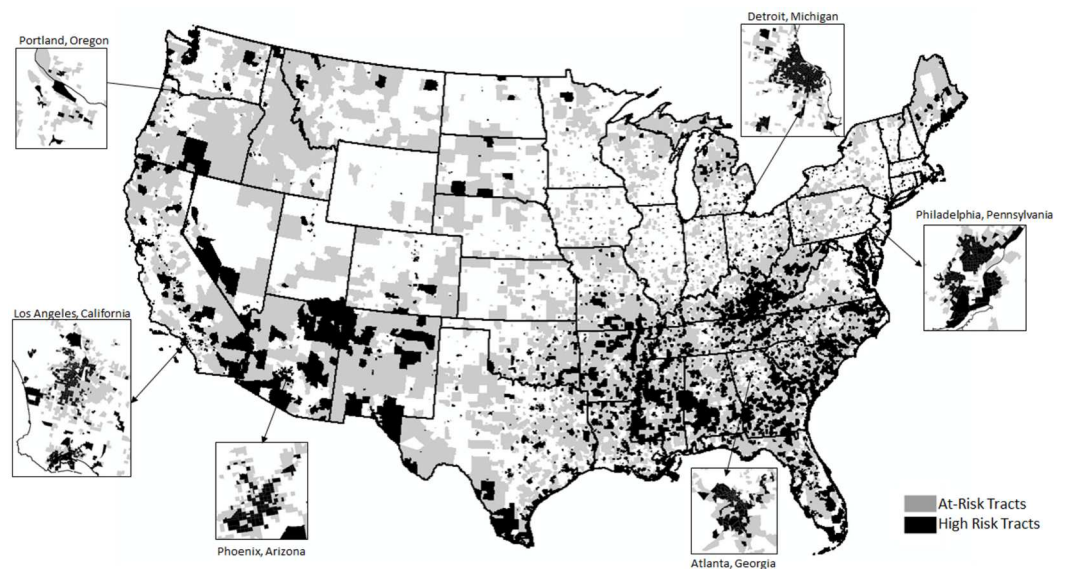 Detroit, Michigan
Portland, Oregon
Philadelphia, Pennsylvania
Los Angeles, California
At-Risk Tracts
High Risk Tracts
Phoenix, Arizona
Atlanta, Georgia